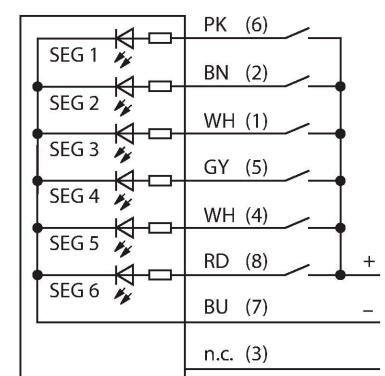 PK (6)
SEG 1
BN (2)
SEG 2
WH (1)
SEG 3
GY (5)
SEG 4
WH (4)
SEG 5
RD (8)
+
SEG 6
BU (7)
–
n.c. (3)